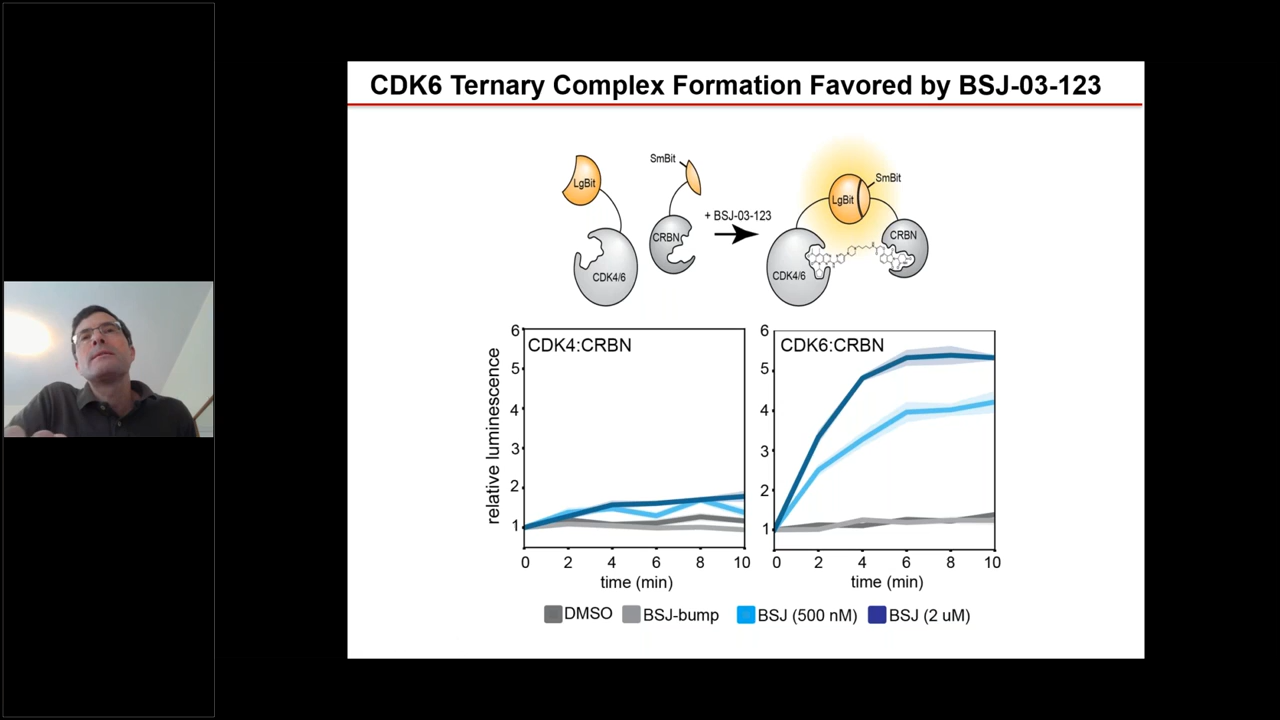 CDK6 Ternary Complex Formation Favored by BSJ-03-123
LgBit
SmBit
CRBN
CDK4/6
+ BSJ-03-123
LgBit
SmBit
CRBN
CDK4/6
relative luminescence
CDK4:CRBN
6
5
4
3
2
1
0 2 4 6 8 10
time (min)
CDK6:CRBN
6
5
4
3
2
1
0 2 4 6 8 10
time (min)
DMSO BSJ-bump BSJ (500 nM) BSJ (2 uM)